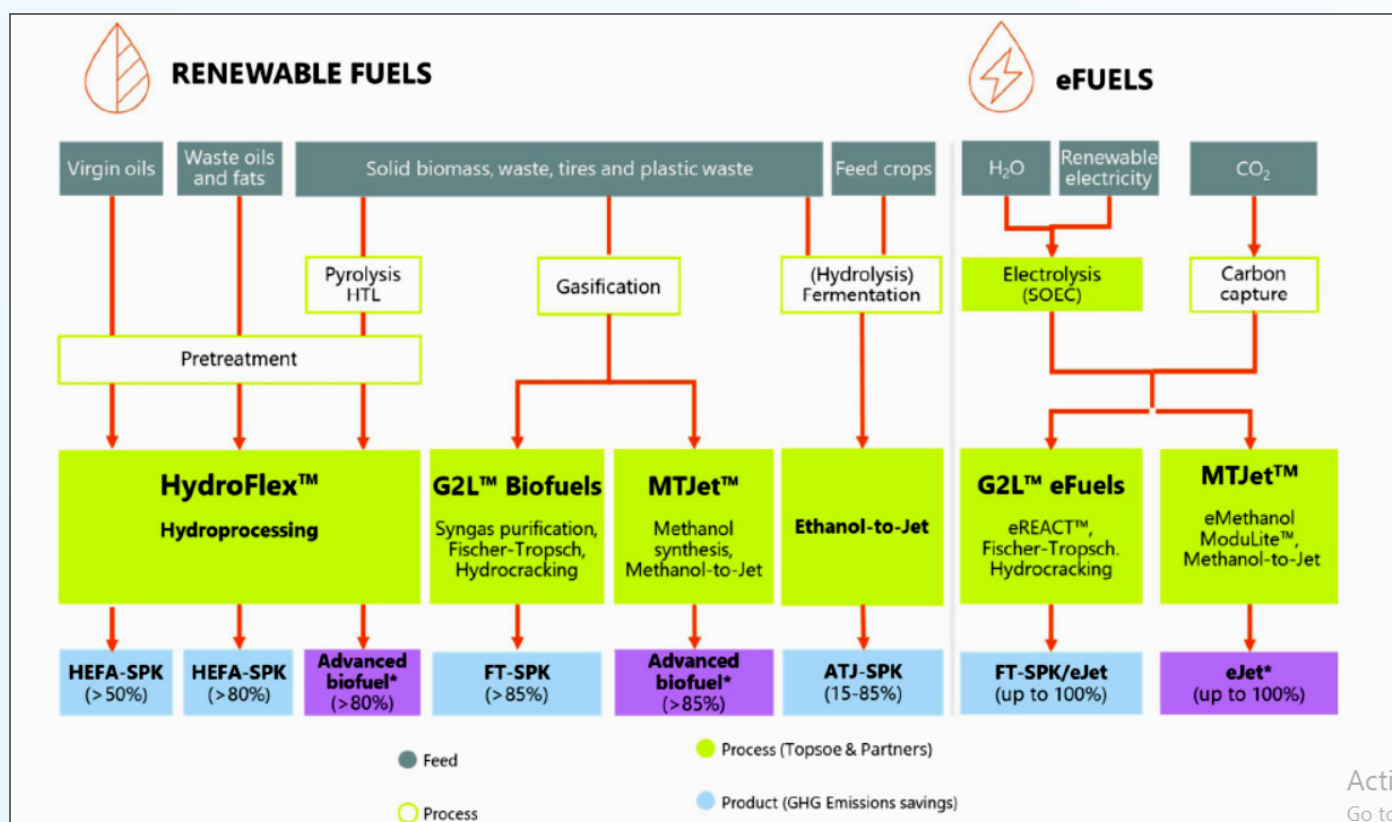 RENEWABLE FUELS
eFUELS
Virgin oils
Waste oils
and fats
Solid biomass, waste, tires and plastic waste
Feed crops
H₂O
Renewable
electricity
CO₂
Pyrolysis
HTL
Gasification
(Hydrolysis)
Fermentation
Electrolysis
(SOEC)
Carbon
capture
Pretreatment
HydroFlex™
Hydroprocessing
G2L™ Biofuels
Syngas purification,
Fischer-Tropsch,
Hydrocracking
MTJet™
Methanol
synthesis,
Methanol-to-Jet
Ethanol-to-Jet
G2L™ eFuels
eREACT™,
Fischer-Tropsch.
Hydrocracking
MTJet™
eMethanol
ModuLite™,
Methanol-to-Jet
HEFA-SPK
(>50%)
HEFA-SPK
(>80%)
Advanced
biofuel*
(>80%)
FT-SPK
(>85%)
Advanced
biofuel*
(>85%)
ATJ-SPK
(15-85%)
FT-SPK/eJet
(up to 100%)
eJet*
(up to 100%)
Feed
Process (Topsoe & Partners)
Process
Product (GHG Emissions savings)
Acti
Go to